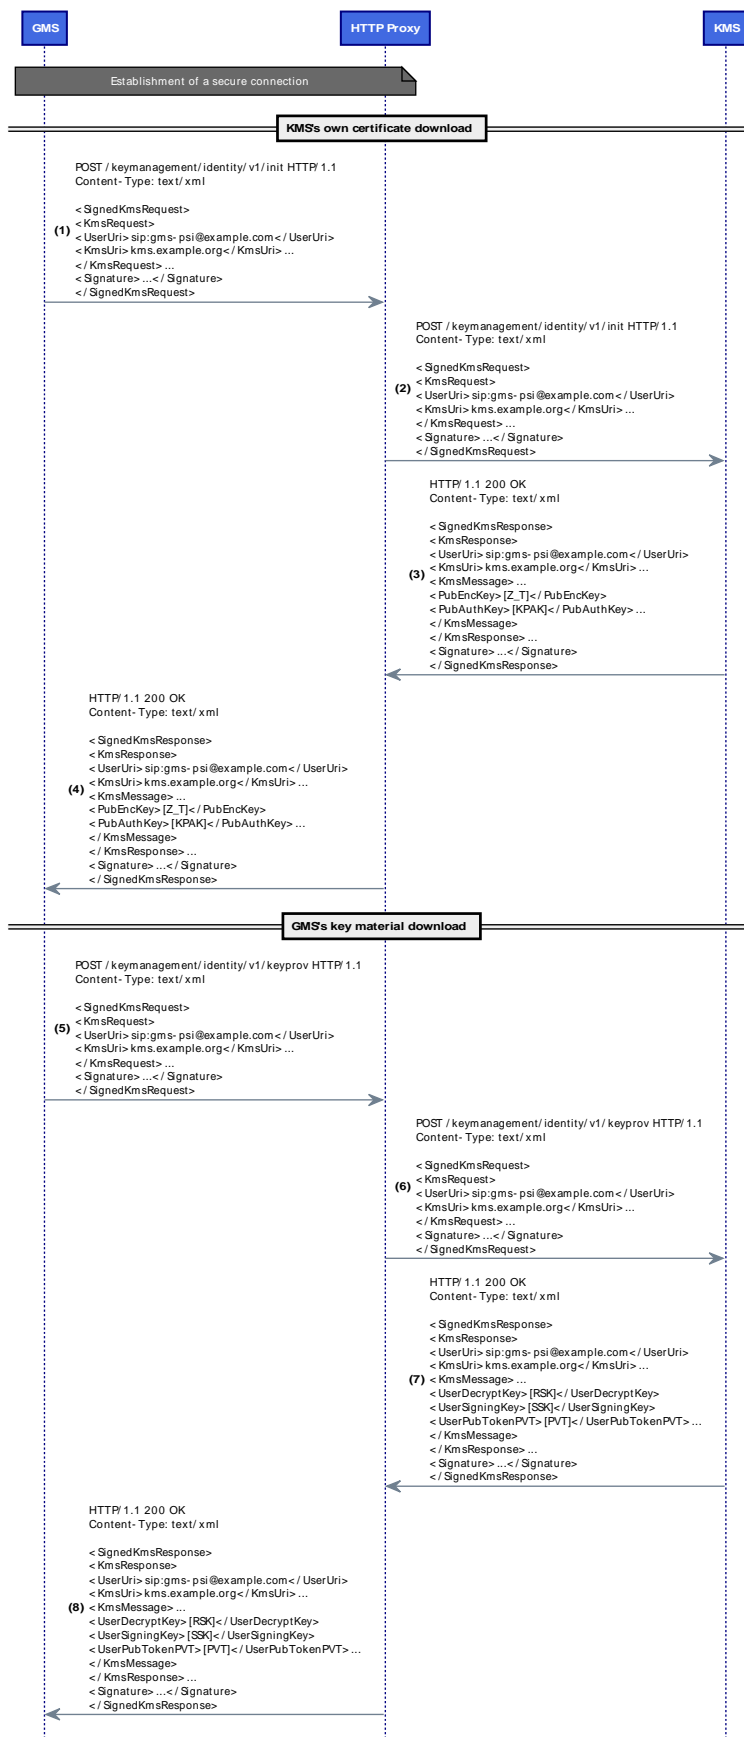 GMS HTTP Proxy KMS
Establishment of a secure connection
KMS's own certificate download
POST /keymanagement/identity/v1/init HTTP/1.1
Content-Type: text/xml
<SignedKmsRequest>
<KmsRequest>
(1) <UserUri>sip:gms-psi@example.com</UserUri>
<KmsUri>kms.example.org</KmsUri> ...
</KmsRequest> ...
<Signature> ...</Signature>
</SignedKmsRequest>
POST /keymanagement/identity/v1/init HTTP/1.1
Content-Type: text/xml
<SignedKmsRequest>
<KmsRequest>
(2) <UserUri>sip:gms-psi@example.com</UserUri>
<KmsUri>kms.example.org</KmsUri> ...
</KmsRequest> ...
<Signature> ...</Signature>
</SignedKmsRequest>
HTTP/1.1 200 OK
Content-Type: text/xml
<SignedKmsResponse>
<KmsResponse>
<UserUri>sip:gms-psi@example.com</UserUri>
<KmsUri>kms.example.org</KmsUri> ...
(3) <KmsMessage> ...
<PubEncKey>[Z_T]</PubEncKey>
<PubAuthKey>[KPAK]</PubAuthKey> ...
</KmsMessage>
</KmsResponse> ...
<Signature> ...</Signature>
</SignedKmsResponse>
HTTP/1.1 200 OK
Content-Type: text/xml
<SignedKmsResponse>
<KmsResponse>
<UserUri>sip:gms-psi@example.com</UserUri>
<KmsUri>kms.example.org</KmsUri> ...
(4) <KmsMessage> ...
<PubEncKey>[Z_T]</PubEncKey>
<PubAuthKey>[KPAK]</PubAuthKey> ...
</KmsMessage>
</KmsResponse> ...
<Signature> ...</Signature>
</SignedKmsResponse>
GMS's key material download
POST /keymanagement/identity/v1/keyprov HTTP/1.1
Content-Type: text/xml
<SignedKmsRequest>
<KmsRequest>
(5) <UserUri>sip:gms-psi@example.com</UserUri>
<KmsUri>kms.example.org</KmsUri> ...
</KmsRequest> ...
<Signature> ...</Signature>
</SignedKmsRequest>
POST /keymanagement/identity/v1/keyprov HTTP/1.1
Content-Type: text/xml
<SignedKmsRequest>
<KmsRequest>
(6) <UserUri>sip:gms-psi@example.com</UserUri>
<KmsUri>kms.example.org</KmsUri> ...
</KmsRequest> ...
<Signature> ...</Signature>
</SignedKmsRequest>
HTTP/1.1 200 OK
Content-Type: text/xml
<SignedKmsResponse>
<KmsResponse>
<UserUri>sip:gms-psi@example.com</UserUri>
<KmsUri>kms.example.org</KmsUri> ...
(7) <KmsMessage> ...
<UserDecryptKey>[RSK]</UserDecryptKey>
<UserSigningKey>[SSK]</UserSigningKey>
<UserPubTokenPVT>[PVT]</UserPubTokenPVT> ...
</KmsMessage>
</KmsResponse> ...
<Signature> ...</Signature>
</SignedKmsResponse>
HTTP/1.1 200 OK
Content-Type: text/xml
<SignedKmsResponse>
<KmsResponse>
<UserUri>sip:gms-psi@example.com</UserUri>
<KmsUri>kms.example.org</KmsUri> ...
(8) <KmsMessage> ...
<UserDecryptKey>[RSK]</UserDecryptKey>
<UserSigningKey>[SSK]</UserSigningKey>
<UserPubTokenPVT>[PVT]</UserPubTokenPVT> ...
</KmsMessage>
</KmsResponse> ...
<Signature> ...</Signature>
</SignedKmsResponse>